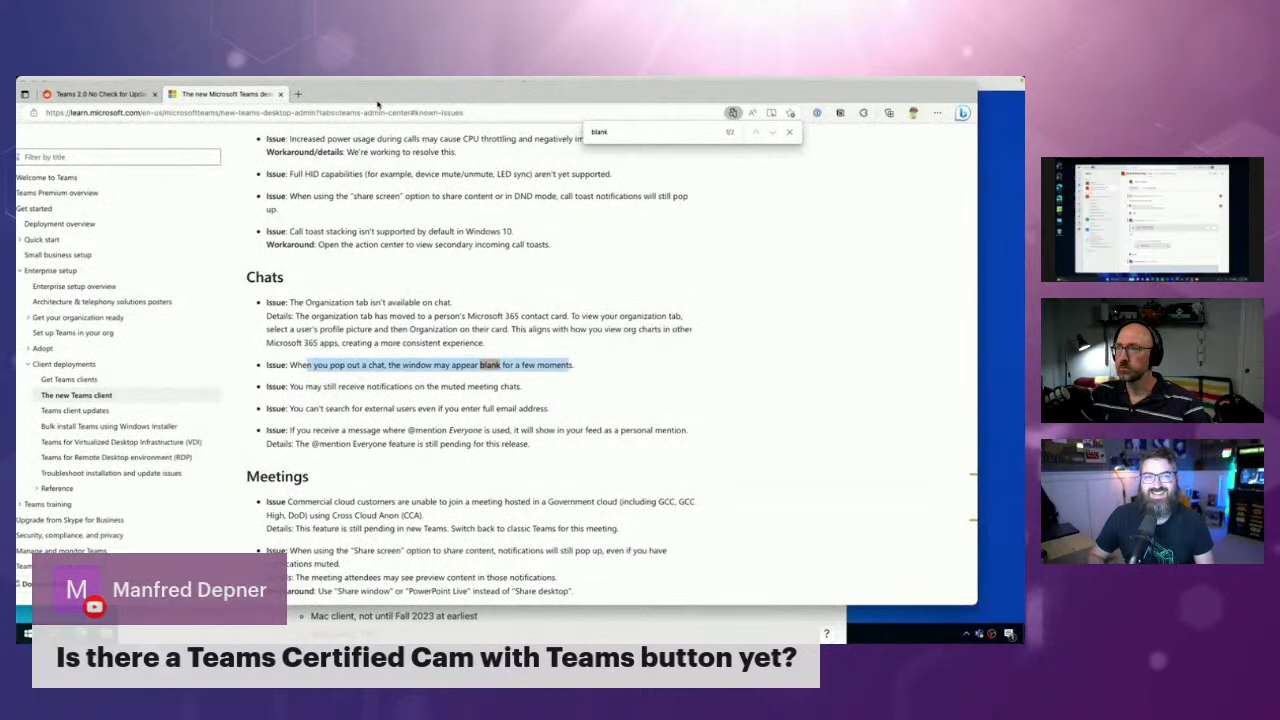 Teams 2.0 No Check for Upda
The new Microsoft Teams des
https://learn.microsoft.com/en-us/microsoftteams/new-teams-desktop-admin?tabs=teams-admin-center#known-issues
blank
1/2
Filter by title
Welcome to Teams
Teams Premium overview
Get started
Deployment overview
Quick start
Small business setup
Enterprise setup
Enterprise setup overview
Architecture & telephony solutions posters
Get your organization ready
Set up Teams in your org
Adopt
Client deployments
Get Teams clients
The new Teams client
Teams client updates
Bulk install Teams using Windows Installer
Teams for Virtualized Desktop Infrastructure (VDI)
Teams for Remote Desktop environment (RDP)
Troubleshoot installation and update issues
Reference
Teams training
Upgrade from Skype for Business
Security, compliance, and privacy
Manage and monitor Teams
Issue: Increased power usage during calls may cause CPU throttling and negatively im
Workaround/details: We're working to resolve this.
Issue: Full HID capabilities (for example, device mute/unmute, LED sync) aren't yet supported.
Issue: When using the "share screen" option to share content or in DND mode, call toast notifications will still pop
up.
Issue: Call toast stacking isn't supported by default in Windows 10.
Workaround: Open the action center to view secondary incoming call toasts.
Chats
Issue: The Organization tab isn't available on chat.
Details: The organization tab has moved to a person's Microsoft 365 contact card. To view your organization tab,
select a user's profile picture and then Organization on their card. This aligns with how you view org charts in other
Microsoft 365 apps, creating a more consistent experience.
Issue: When you pop out a chat, the window may appear blank for a few moments.
Issue: You may still receive notifications on the muted meeting chats.
Issue: You can't search for external users even if you enter full email address.
Issue: If you receive a message where @mention Everyone is used, it will show in your feed as a personal mention.
Details: The @mention Everyone feature is still pending for this release.
Meetings
Issue Commercial cloud customers are unable to join a meeting hosted in a Government cloud (including GCC, GCC
High, DoD) using Cross Cloud Anon (CCA).
Details: This feature is still pending in new Teams. Switch back to classic Teams for this meeting.
Issue: When using the "Share screen" option to share content, notifications will still pop up, even if you have
ications muted.
The meeting attendees may see preview content in those notifications.
around: Use "Share window" or "PowerPoint Live" instead of "Share desktop".
Mac client, not until Fall 2023 at earliest
?
M
Manfred Depner
Is there a Teams Certified Cam with Teams button yet?